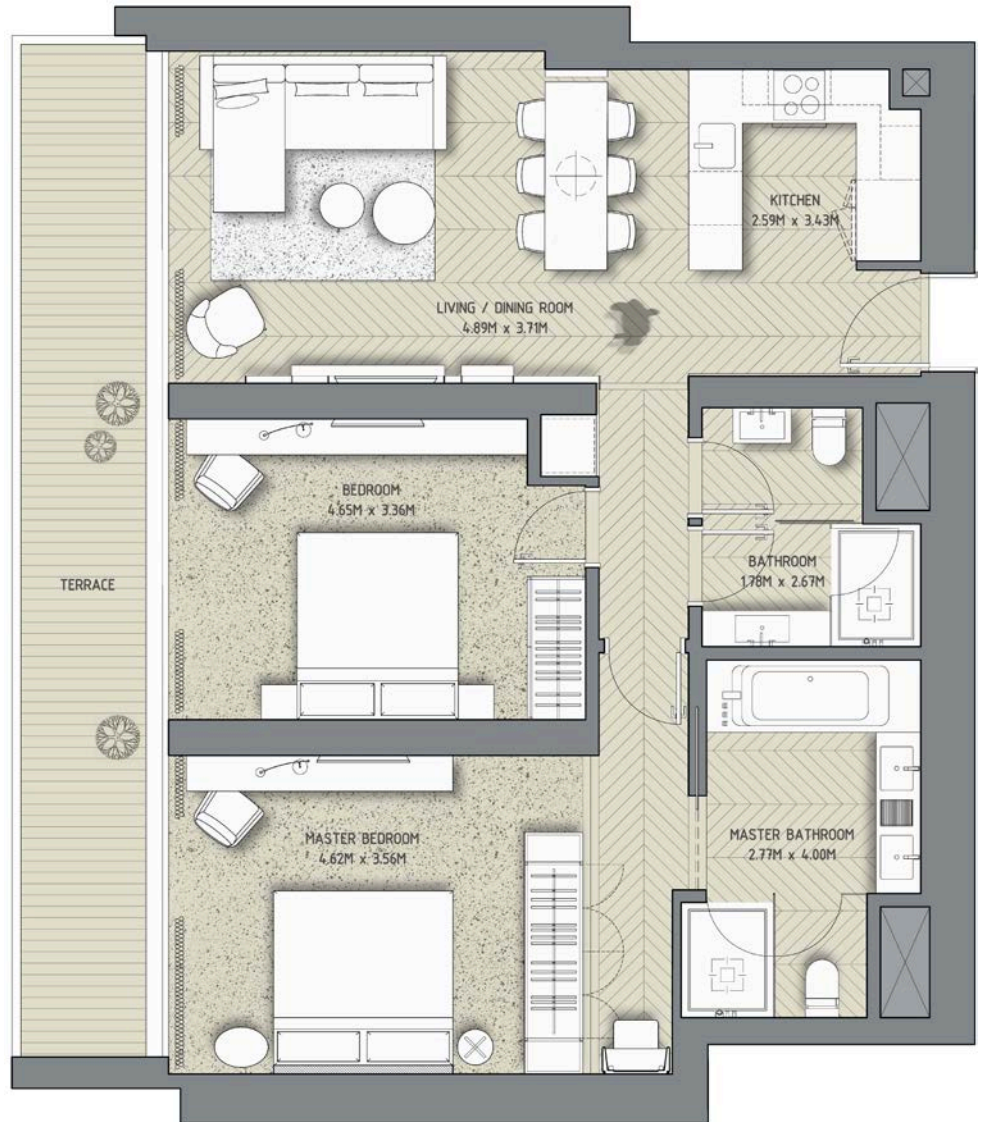 KITCHEN
2.59M x 3.43M
LIVING / DINING ROOM
4.89M x 3.71M
BEDROOM
4.65M x 3.36M
TERRACE
BATHROOM
1.78M x 2.67M
MASTER BEDROOM
4.62M x 3.56M
MASTER BATHROOM
2.77M x 4.00M